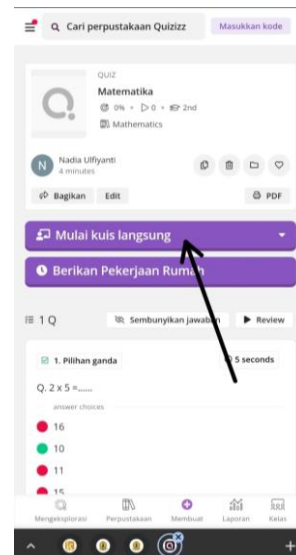 Cari perpustakaan Quizizz
Masukkan kode
QUIZ
Matematika
0% • 0 • 2nd
Mathematics
N
Nadia Ulfiyanti
4 minutes
Bagikan
Edit
PDF
Mulai kuis langsung
Berikan Pekerjaan Rumah
1 Q
Sembunyikan jawaban
Review
1. Pilihan ganda
5 seconds
Q. 2 x 5 =......
answer choices
16
10
11
15
Mengeksplorasi
Perpustakaan
Membuat
Laporan
Kelas